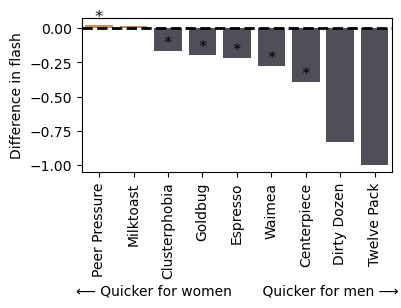 Difference in flash
0.00
−0.25
−0.50
−0.75
−1.00
* * * * * *
Peer Pressure
Milktoast
Clusterphobia
Goldbug
Espresso
Waimea
Centerpiece
Dirty Dozen
Twelve Pack
⟵ Quicker for women Quicker for men ⟶